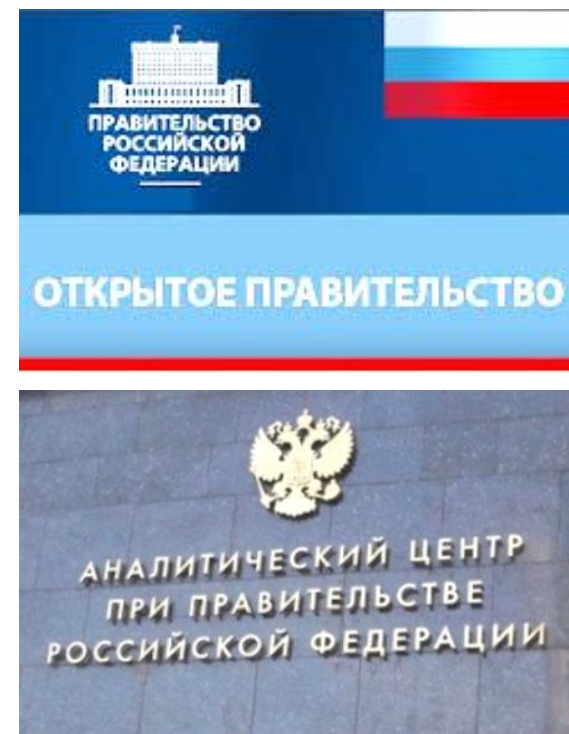 ПРАВИТЕЛЬСТВО
РОССИЙСКОЙ
ФЕДЕРАЦИИ
ОТКРЫТОЕ ПРАВИТЕЛЬСТВО
АНАЛИТИЧЕСКИЙ ЦЕНТР
ПРИ ПРАВИТЕЛЬСТВЕ
РОССИЙСКОЙ ФЕДЕРАЦИИ